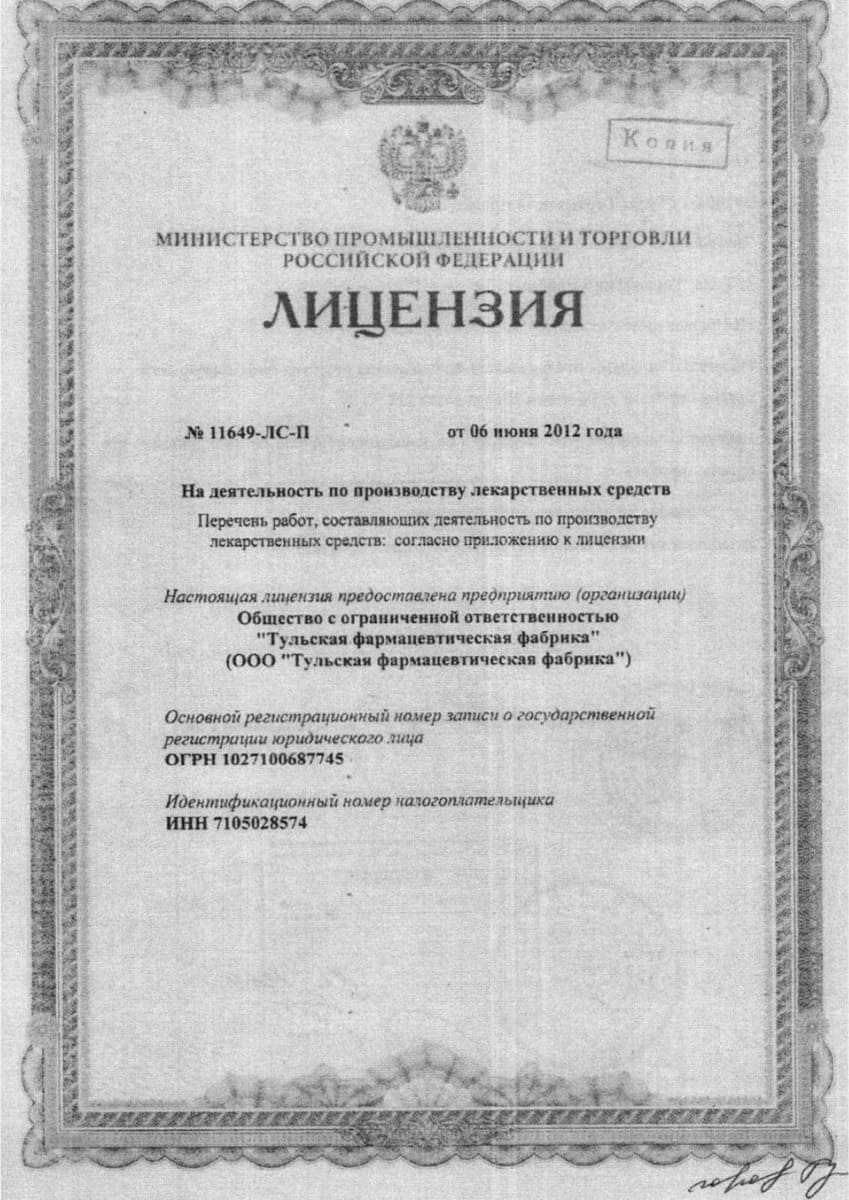 Копия
МИНИСТЕРСТВО ПРОМЫШЛЕННОСТИ И ТОРГОВЛИ
РОССИЙСКОЙ ФЕДЕРАЦИИ
ЛИЦЕНЗИЯ
№ 11649-ЛС-П от 06 июня 2012 года
На деятельность по производству лекарственных средств
Перечень работ, составляющих деятельность по производству
лекарственных средств: согласно приложению к лицензии
Настоящая лицензия предоставлена предприятию (организации)
Общество с ограниченной ответственностью
"Тульская фармацевтическая фабрика"
(ООО "Тульская фармацевтическая фабрика")
Основной регистрационный номер записи о государственной
регистрации юридического лица
ОГРН 1027100687745
Идентификационный номер налогоплательщика
ИНН 7105028574